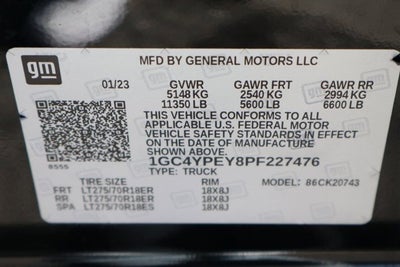 gm
MFD BY GENERAL MOTORS LLC
01/23 GVWR GAWR FRT GAWR RR
5148 KG 2540 KG 2994 KG
11350 LB 5600 LB 6600 LB
THIS VEHICLE CONFORMS TO ALL
APPLICABLE U.S. FEDERAL MOTOR
VEHICLE SAFETY STANDARDS IN EFFECT
ON THE DATE OF MANUFACTURE SHOWN ABOVE.
1GC4YPEY8PF227476
8555 TYPE: TRUCK
TIRE SIZE RIM MODEL: 86CK20743
FRT LT275/70R18ER 18X8J
RR LT275/70R18ER 18X8J
SPA LT275/70R18ES 18X8J